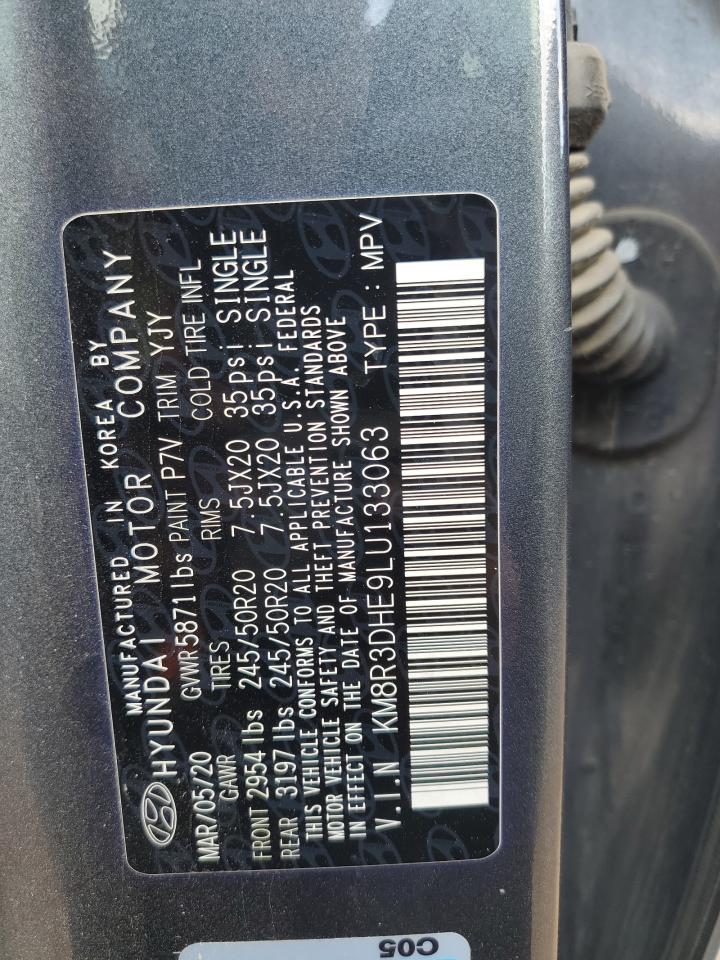 MANUFACTURED IN KOREA BY
HYUNDAI MOTOR COMPANY
MAR/05/20 GVWR 5871 lbs PAINT P7V TRIM YJY
GAWR TIRES RIMS COLD TIRE INFL
FRONT 2954 lbs 245/50R20 7.5JX20 35psi SINGLE
REAR 3197 lbs 245/50R20 7.5JX20 35psi SINGLE
THIS VEHICLE CONFORMS TO ALL APPLICABLE U.S.A. FEDERAL
MOTOR VEHICLE SAFETY AND THEFT PREVENTION STANDARDS
IN EFFECT ON THE DATE OF MANUFACTURE SHOWN ABOVE
V.I.N KM8R3DHE9LU133063 TYPE : MPV
C05